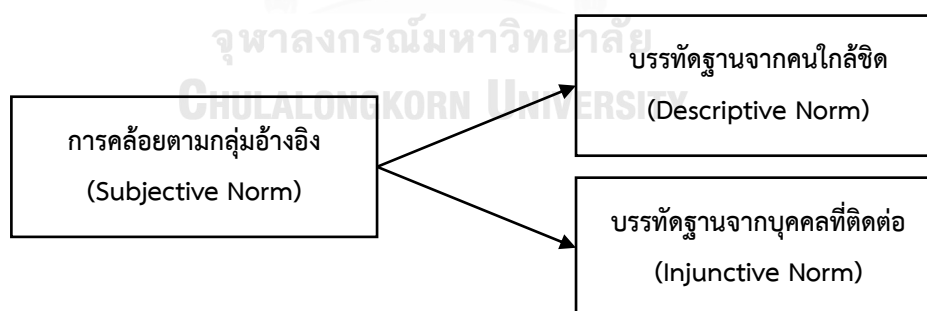 จุฬาลงกรณ์มหาวิทยาลัย
CHULALONGKORN UNIVERSITY
การคล้อยตามกลุ่มอ้างอิง
(Subjective Norm)
บรรทัดฐานจากคนใกล้ชิด
(Descriptive Norm)
บรรทัดฐานจากบุคคลที่ติดต่อ
(Injunctive Norm)